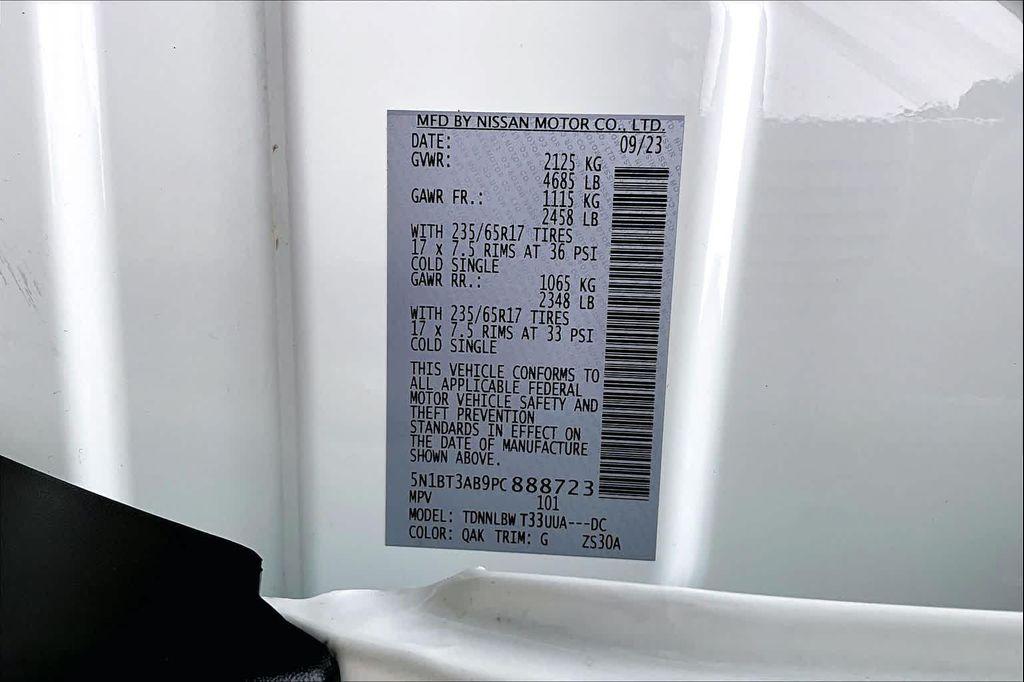 MFD BY NISSAN MOTOR CO., LTD.
DATE: 09/23
GVWR: 2125 KG
4685 LB
GAWR FR.: 1115 KG
2458 LB
WITH 235/65R17 TIRES
17 x 7.5 RIMS AT 36 PSI
COLD SINGLE
GAWR RR.: 1065 KG
2348 LB
WITH 235/65R17 TIRES
17 x 7.5 RIMS AT 33 PSI
COLD SINGLE
THIS VEHICLE CONFORMS TO
ALL APPLICABLE FEDERAL
MOTOR VEHICLE SAFETY AND
THEFT PREVENTION
STANDARDS IN EFFECT ON
THE DATE OF MANUFACTURE
SHOWN ABOVE.
5N1BT3AB9PC888723
MPV 101
MODEL: TDNNLBW T33UUA---DC
COLOR: QAK TRIM: G ZS30A